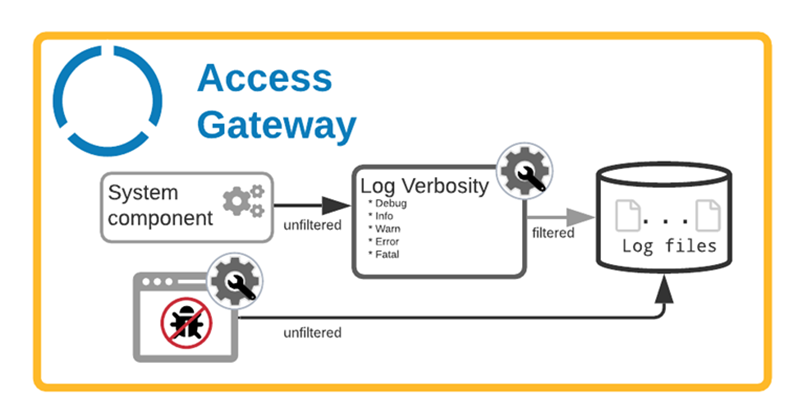 Access
Gateway
System
component
unfiltered
Log Verbosity
* Debug
* Info
* Warn
* Error
* Fatal
filtered
. . .
Log files
unfiltered